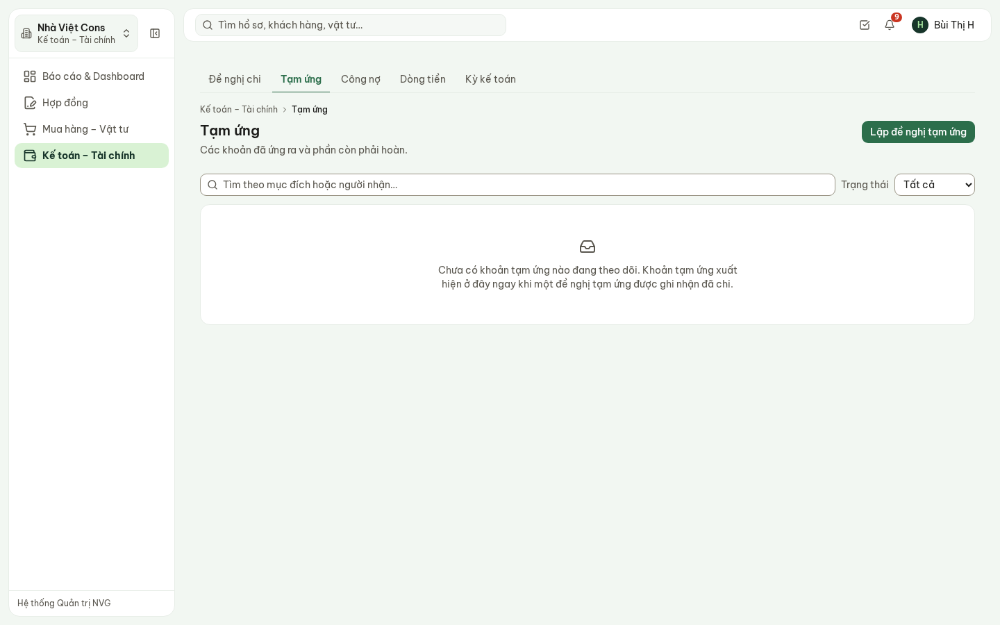 Nhà Việt Cons
Kế toán – Tài chính
Báo cáo & Dashboard
Hợp đồng
Mua hàng – Vật tư
Kế toán – Tài chính
Hệ thống Quản trị NVG
Tìm hồ sơ, khách hàng, vật tư...
9
H
Bùi Thị H
Đề nghị chi
Tạm ứng
Công nợ
Dòng tiền
Kỳ kế toán
Kế toán – Tài chính
Tạm ứng
Tạm ứng
Lập đề nghị tạm ứng
Các khoản đã ứng ra và phần còn phải hoàn.
Tìm theo mục đích hoặc người nhận...
Trạng thái
Tất cả
Chưa có khoản tạm ứng nào đang theo dõi. Khoản tạm ứng xuất
hiện ở đây ngay khi một đề nghị tạm ứng được ghi nhận đã chi.